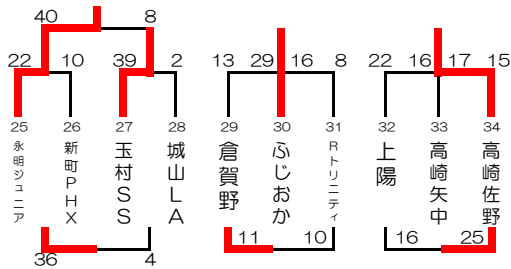 40 8
22 10 39 2 13 29 16 8 22 16 17 15
25 26 27 28 29 30 31 32 33 34
永明ジュニア
新町PHX
玉村SS
城山LA
倉賀野
ふじおか
Rトリニティ
上陽
高崎矢中
高崎佐野
11 10 16 25
36 4